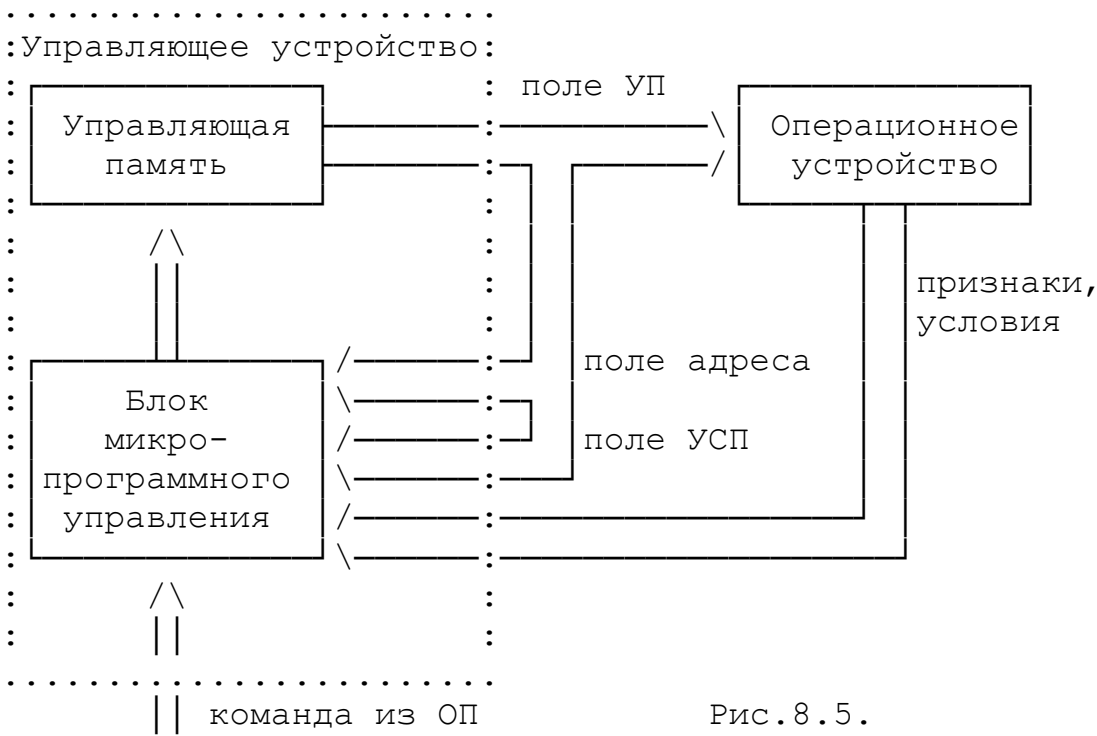 Управляющее устройство
поле УП
Управляющая
память
Операционное
устройство
признаки,
условия
поле адреса
Блок
микро-
программного
управления
поле УСП
команда из ОП
Рис.8.5.